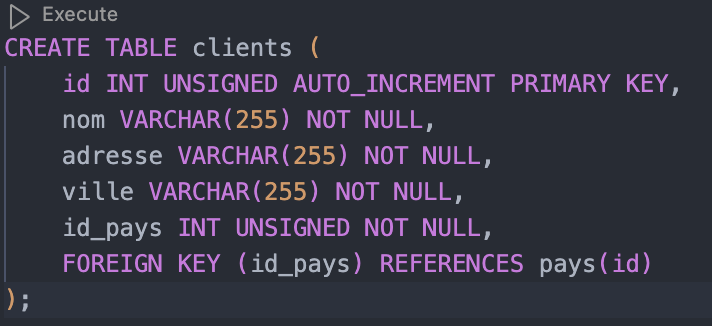 Execute
CREATE TABLE clients (
id INT UNSIGNED AUTO_INCREMENT PRIMARY KEY,
nom VARCHAR(255) NOT NULL,
adresse VARCHAR(255) NOT NULL,
ville VARCHAR(255) NOT NULL,
id_pays INT UNSIGNED NOT NULL,
FOREIGN KEY (id_pays) REFERENCES pays(id)
);